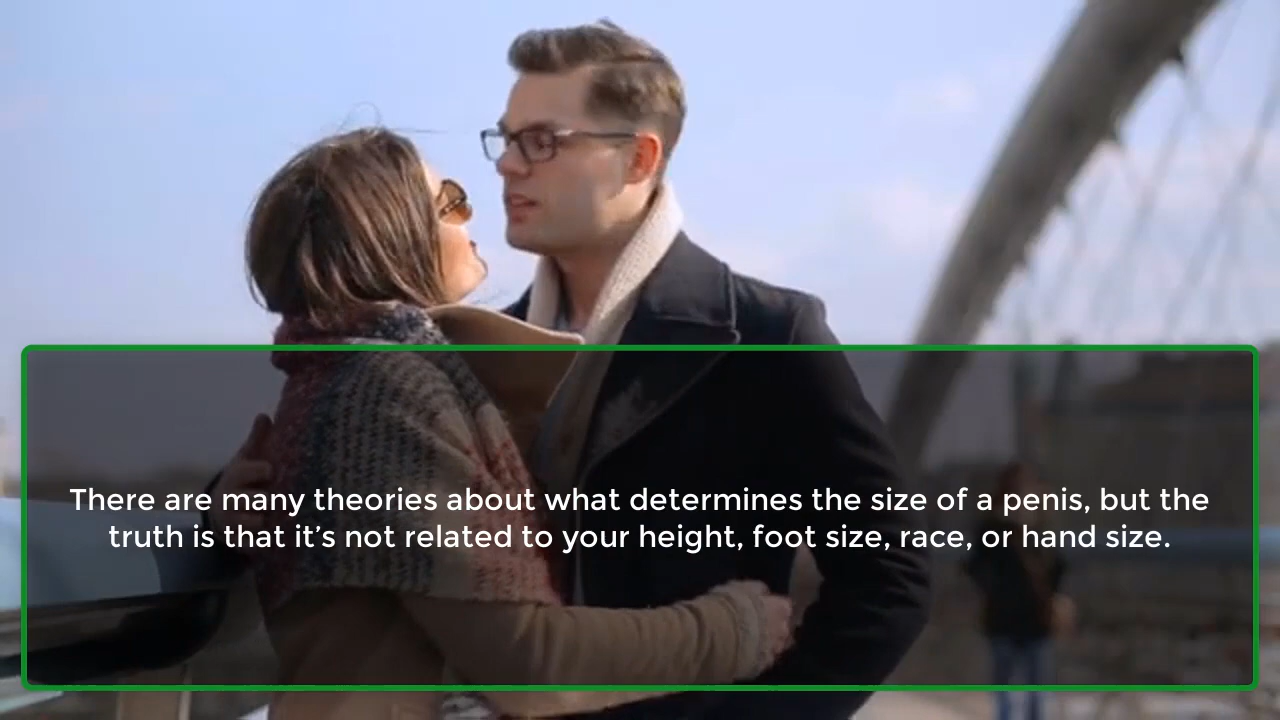 There are many theories about what determines the size of a penis, but the
truth is that it’s not related to your height, foot size, race, or hand size.